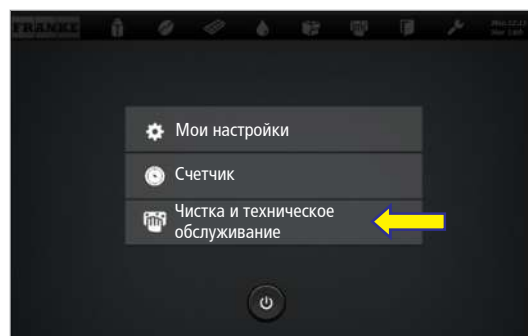 FRANKE
Мои настройки
Счетчик
Чистка и техническое
обслуживание